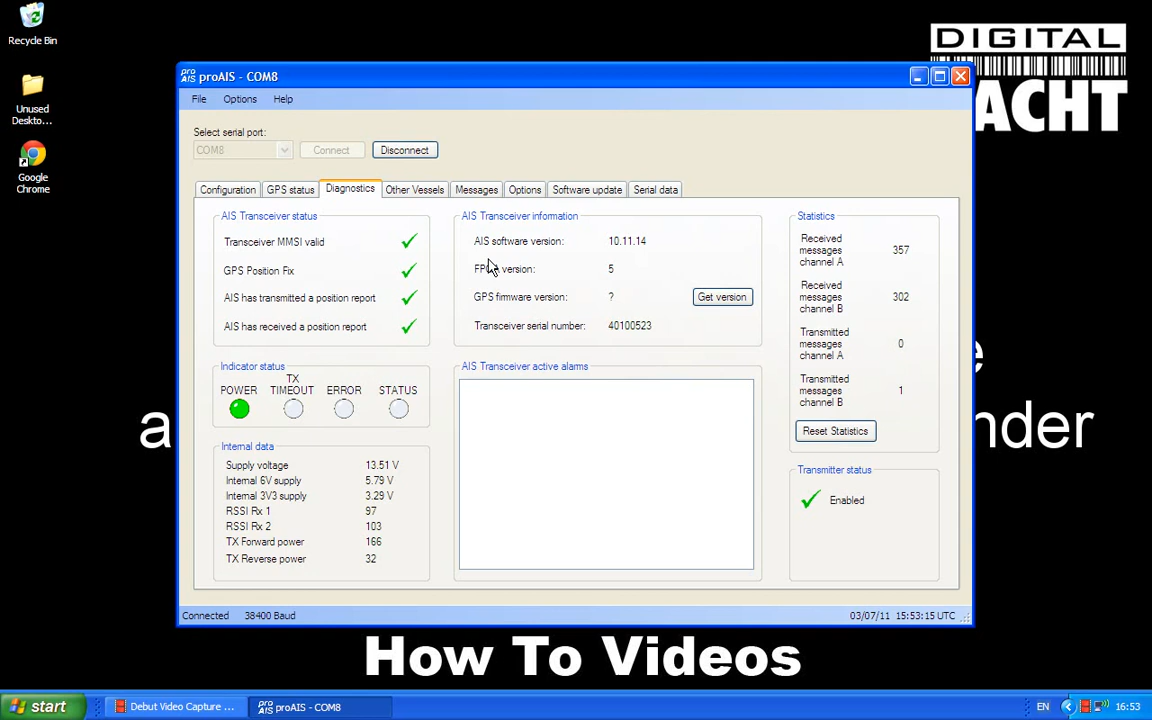 Recycle Bin
Unused
Deskto...
Google
Chrome
DIGITAL
ACHT
pro
AIS
proAIS - COM8
File Options Help
Select serial port:
COM8 Connect Disconnect
Configuration GPS status Diagnostics Other Vessels Messages Options Software update Serial data
AIS Transceiver status
Transceiver MMSI valid
GPS Position Fix
AIS has transmitted a position report
AIS has received a position report
Indicator status
POWER TX TIMEOUT ERROR STATUS
Internal data
Supply voltage 13.51 V
Internal 6V supply 5.79 V
Internal 3V3 supply 3.29 V
RSSI Rx 1 97
RSSI Rx 2 103
TX Forward power 166
TX Reverse power 32
AIS Transceiver information
AIS software version: 10.11.14
version: 5
GPS firmware version: ? Get version
Transceiver serial number: 40100523
AIS Transceiver active alarms
Statistics
Received
messages
channel A 357
Received
messages
channel B 302
Transmitted
messages
channel A 0
Transmitted
messages
channel B 1
Reset Statistics
Transmitter status
Enabled
Connected 38400 Baud 03/07/11 15:53:15 UTC
a
e
nder
How To Videos
start Debut Video Capture ... pro AIS proAIS - COM8 EN 16:53